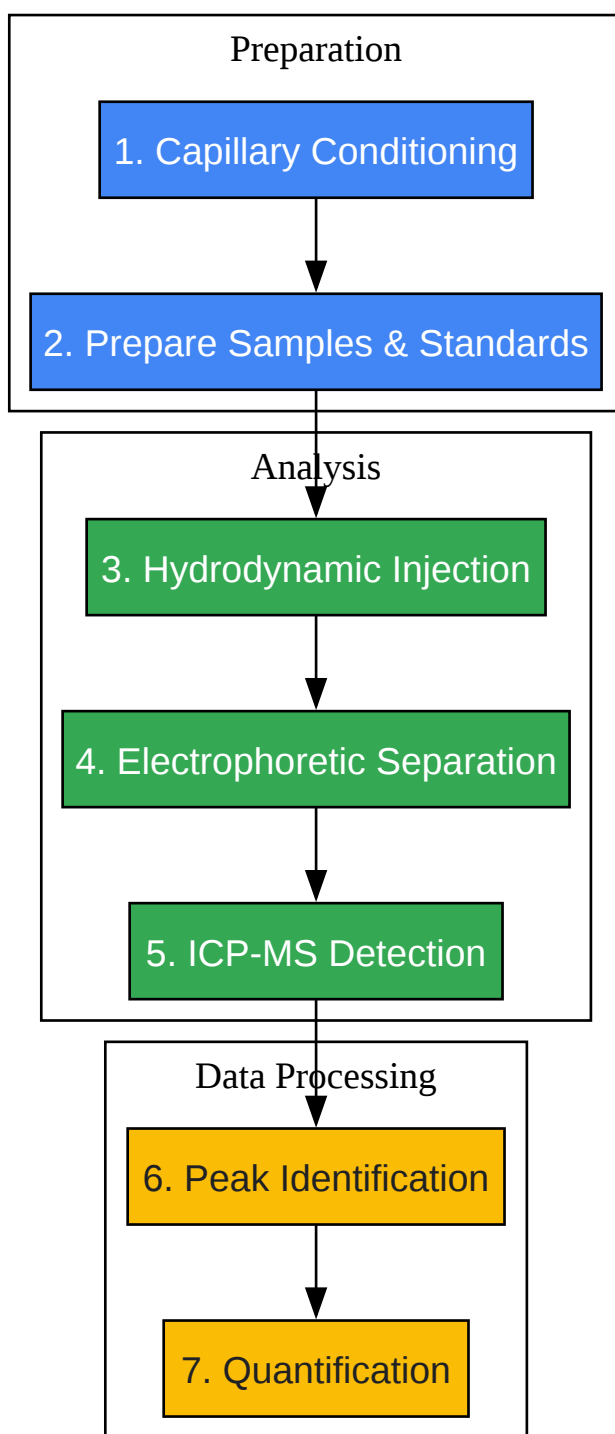 Preparation
1. Capillary Conditioning
2. Prepare Samples & Standards
Analysis
3. Hydrodynamic Injection
4. Electrophoretic Separation
5. ICP-MS Detection
Data Processing
6. Peak Identification
7. Quantification